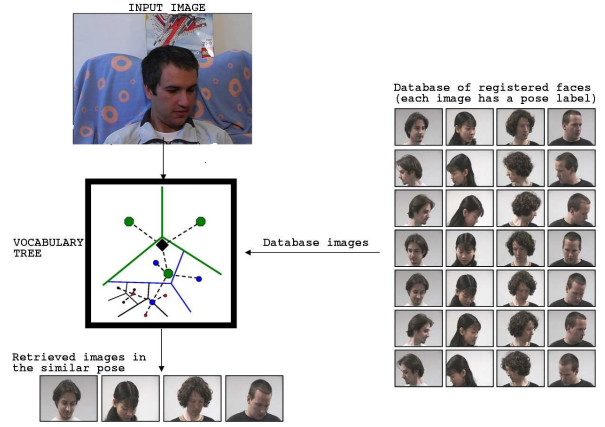 INPUT IMAGE
Database of registered faces
(each image has a pose label)
VOCABULARY
TREE
Database images
Retrieved images in
the similar pose